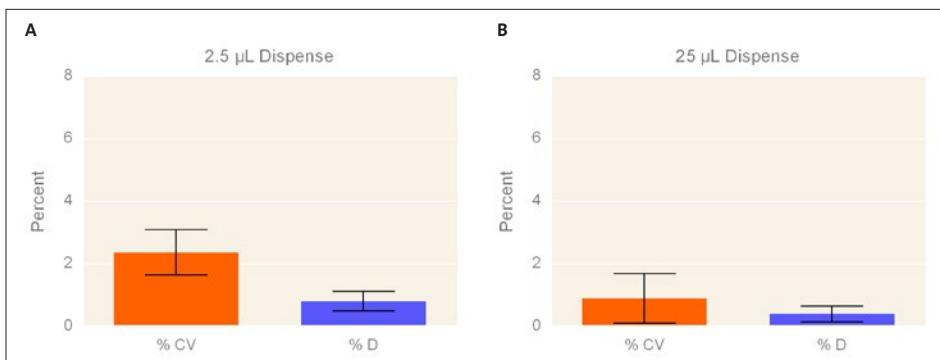 A
2.5 µL Dispense
Percent
8
6
4
2
0
% CV
% D
B
25 µL Dispense
Percent
8
6
4
2
0
% CV
% D